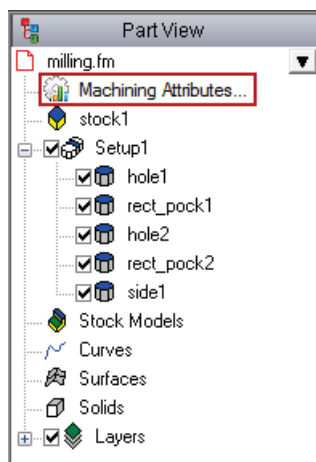 Part View
milling.fm
Machining Attributes...
stock1
Setup1
hole1
rect_pock1
hole2
rect_pock2
side1
Stock Models
Curves
Surfaces
Solids
Layers